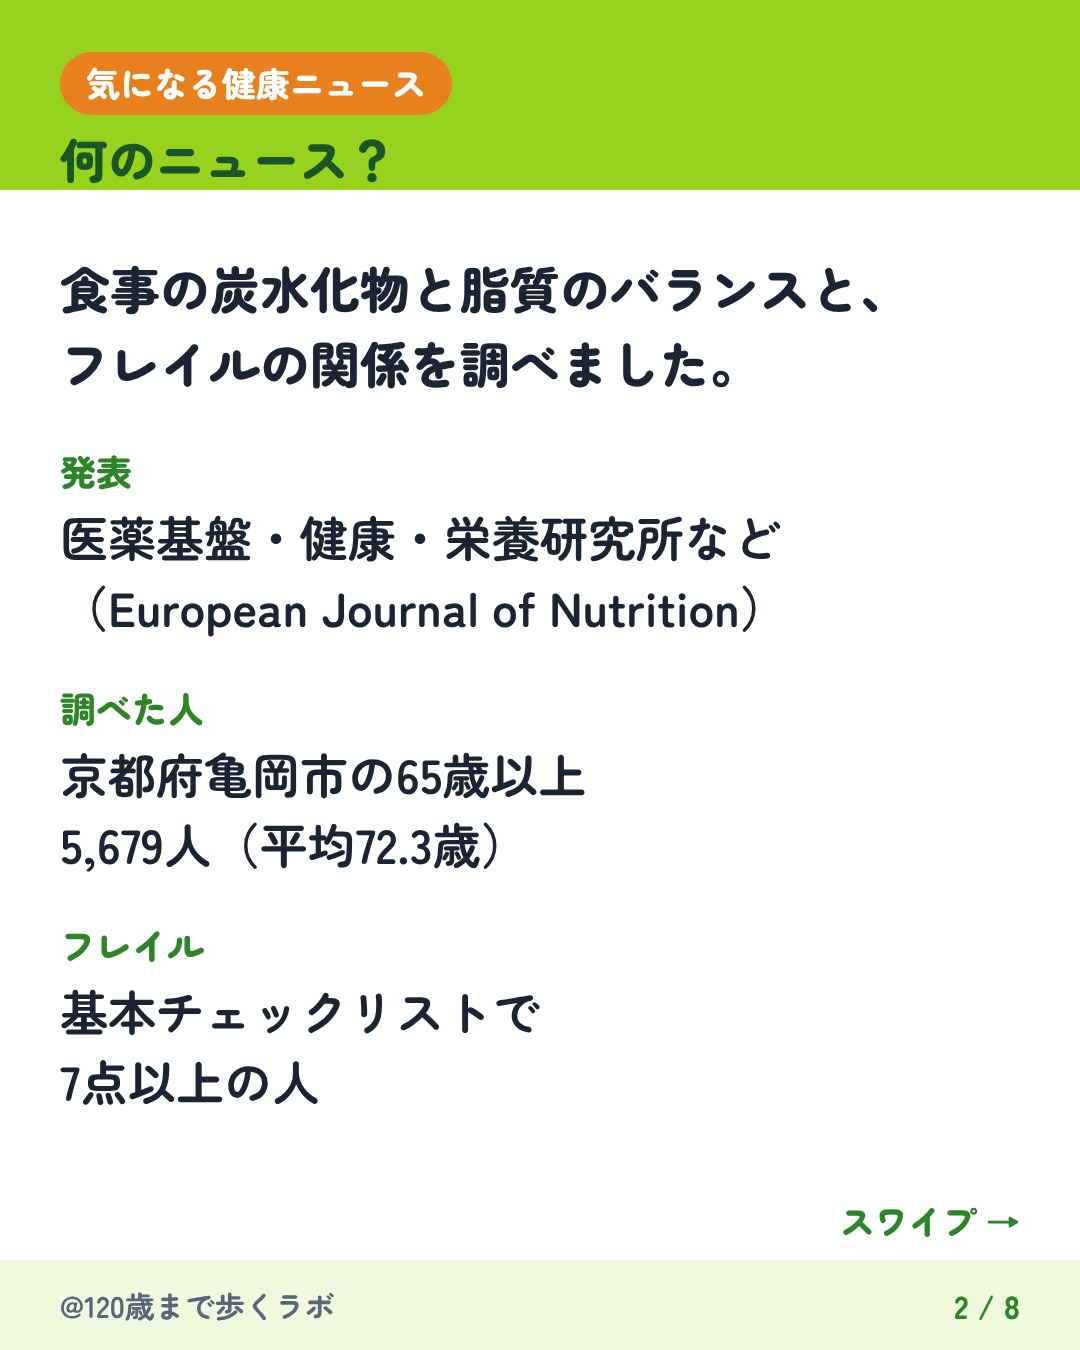 気になる健康ニュース
何のニュース？
食事の炭水化物と脂質のバランスと、
フレイルの関係を調べました。
発表
医薬基盤・健康・栄養研究所など
（European Journal of Nutrition）
調べた人
京都府亀岡市の65歳以上
5,679人（平均72.3歳）
フレイル
基本チェックリストで
7点以上の人
スワイプ →
@120歳まで歩くラボ
2 / 8